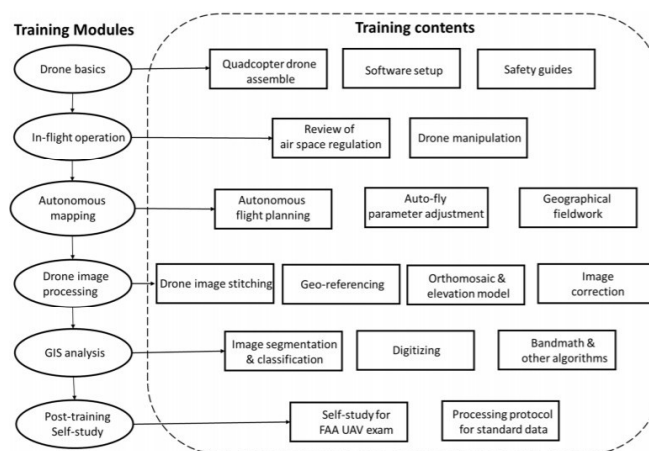 Training Modules
Training contents
Drone basics
Quadcopter drone
assemble
Software setup
Safety guides
In-flight operation
Review of
air space regulation
Drone manipulation
Autonomous
mapping
Autonomous
flight planning
Auto-fly
parameter adjustment
Geographical
fieldwork
Drone image
processing
Drone image stitching
Geo-referencing
Orthomosaic &
elevation model
Image
correction
GIS analysis
Image segmentation
& classification
Digitizing
Bandmath &
other algorithms
Post-training
Self-study
Self-study for
FAA UAV exam
Processing protocol
for standard data